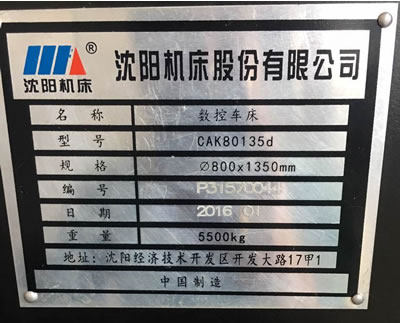 沈阳机床® 沈阳机床股份有限公司
名称 数控车床
型号 CAK80135d
规格 ∅800x1350mm
编号 P31570044
日期 2016 01
重量 5500kg
地址: 沈阳经济技术开发区开发大路17甲1
中国制造